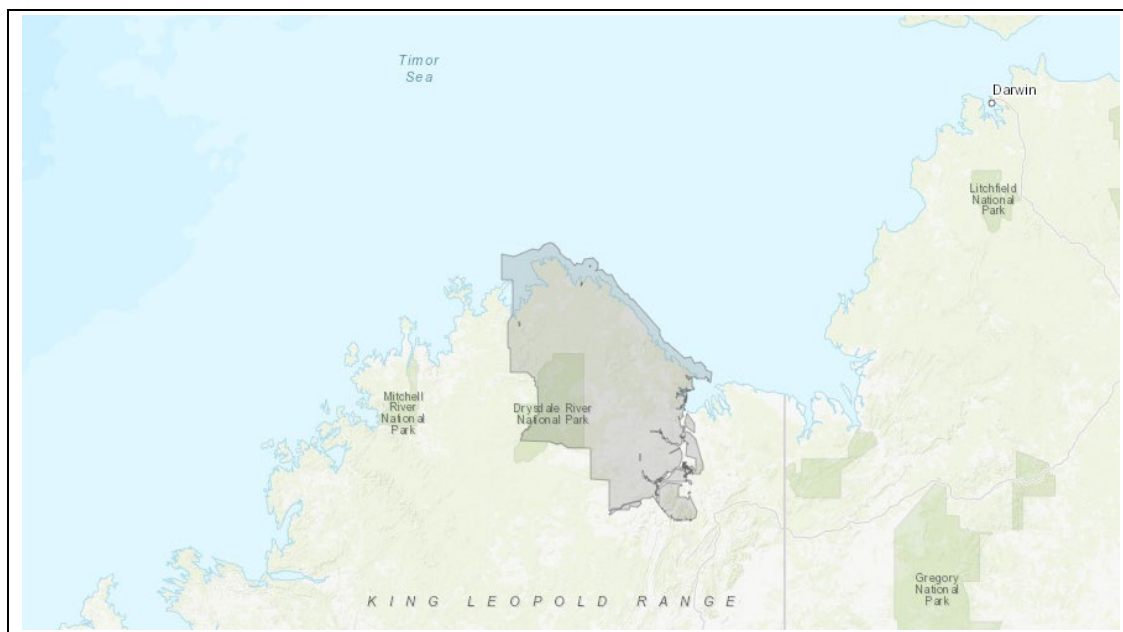 Timor
Sea
Darwin
Litchfield
National
Park
Mitchell
River
National
Park
Drysdale River
National Park
Gregory
National
Park
KING LEOPOLD RANGE